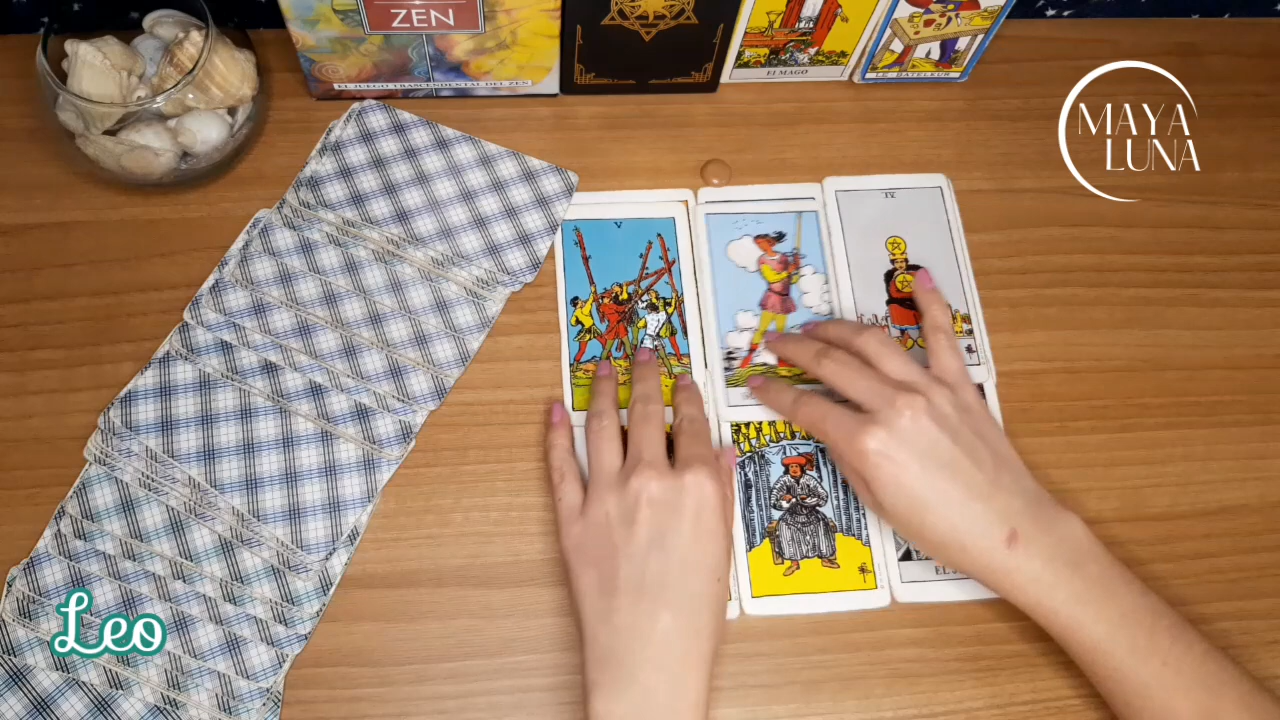 ZEN
EL JUEGO TRASCENDENTAL DEL ZEN
EL MAGO
LE BATELEUR
MAYA
LUNA
V
IV
Leo